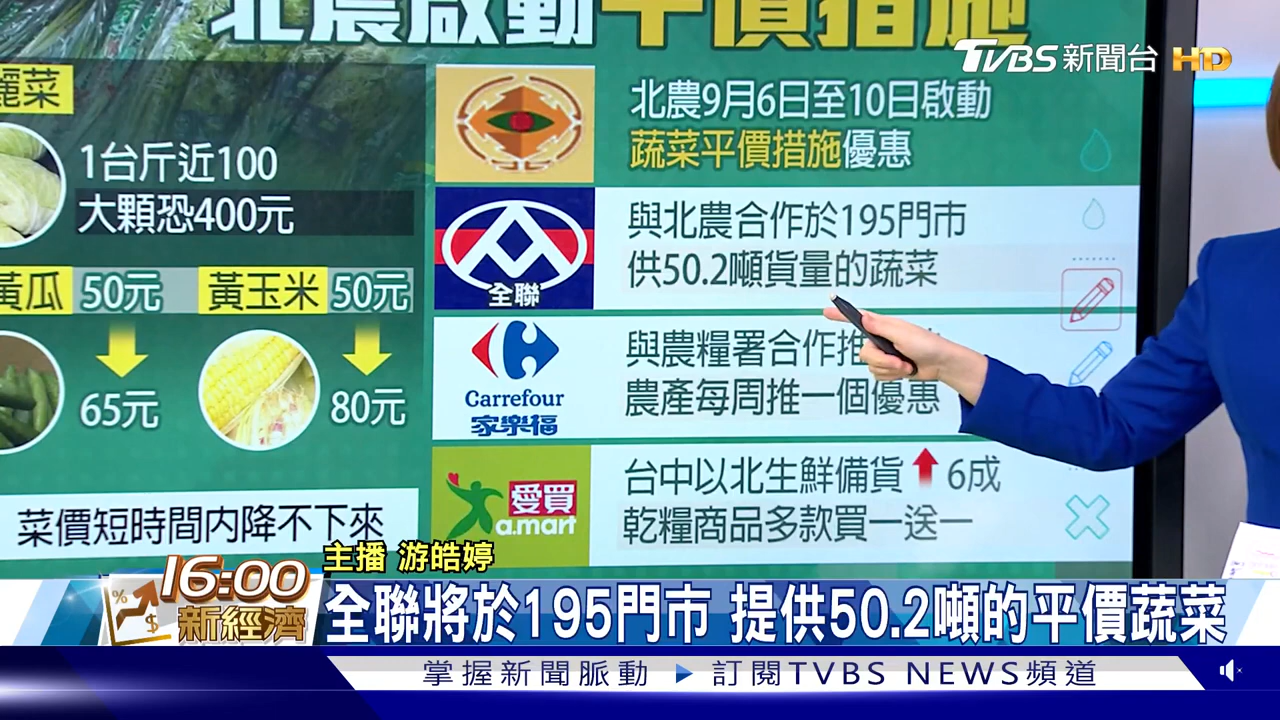 北農啟動平價措施
TVBS新聞台 HD
麗菜
1台斤近100
大顆恐400元
黃瓜 50元
65元
黃玉米 50元
80元
菜價短時間內降不下來
北農9月6日至10日啟動
蔬菜平價措施優惠
全聯
與北農合作於195門市
供50.2噸貨量的蔬菜
Carrefour
家樂福
與農糧署合作推
農產每周推一個優惠
愛買
a.mart
台中以北生鮮備貨 6成
乾糧商品多款買一送一
主播 游皓婷
16:00
新經濟
% $
全聯將於195門市 提供50.2噸的平價蔬菜
掌握新聞脈動 訂閱TVBS NEWS頻道